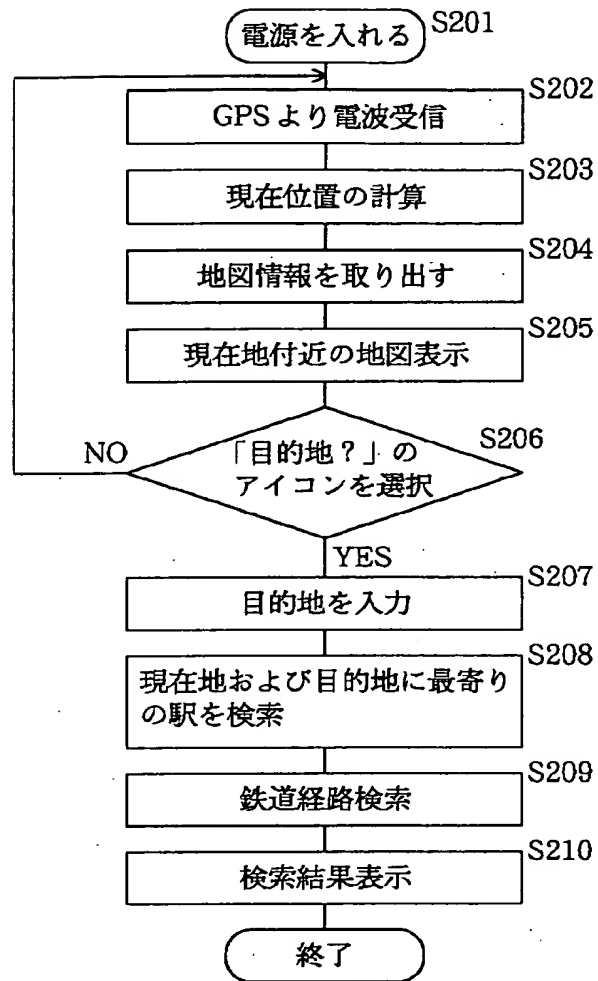 電源を入れる
S201
S202
GPSより電波受信
S203
現在位置の計算
S204
地図情報を取り出す
S205
現在地付近の地図表示
S206
NO
「目的地？」の
アイコンを選択
YES
S207
目的地を入力
S208
現在地および目的地に最寄り
の駅を検索
S209
鉄道経路検索
S210
検索結果表示
終了